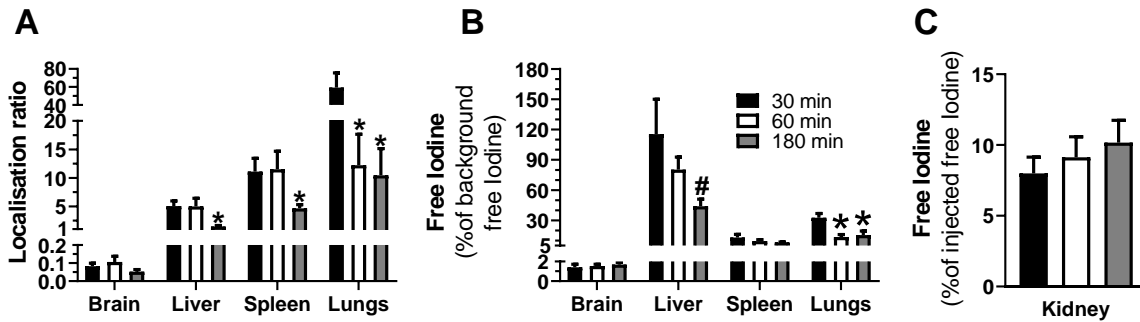 A
Localisation ratio
80
60
40
20
15
10
5
1
0.2
0.1
0.0
*
*
*
*
Brain
Liver
Spleen
Lungs
B
Free Iodine
(%of background
free Iodine)
180
150
120
90
60
30
5
2
0
30 min
60 min
180 min
#
*
*
Brain
Liver
Spleen
Lungs
C
Free Iodine
(%of injected free Iodine)
15
10
5
0
Kidney